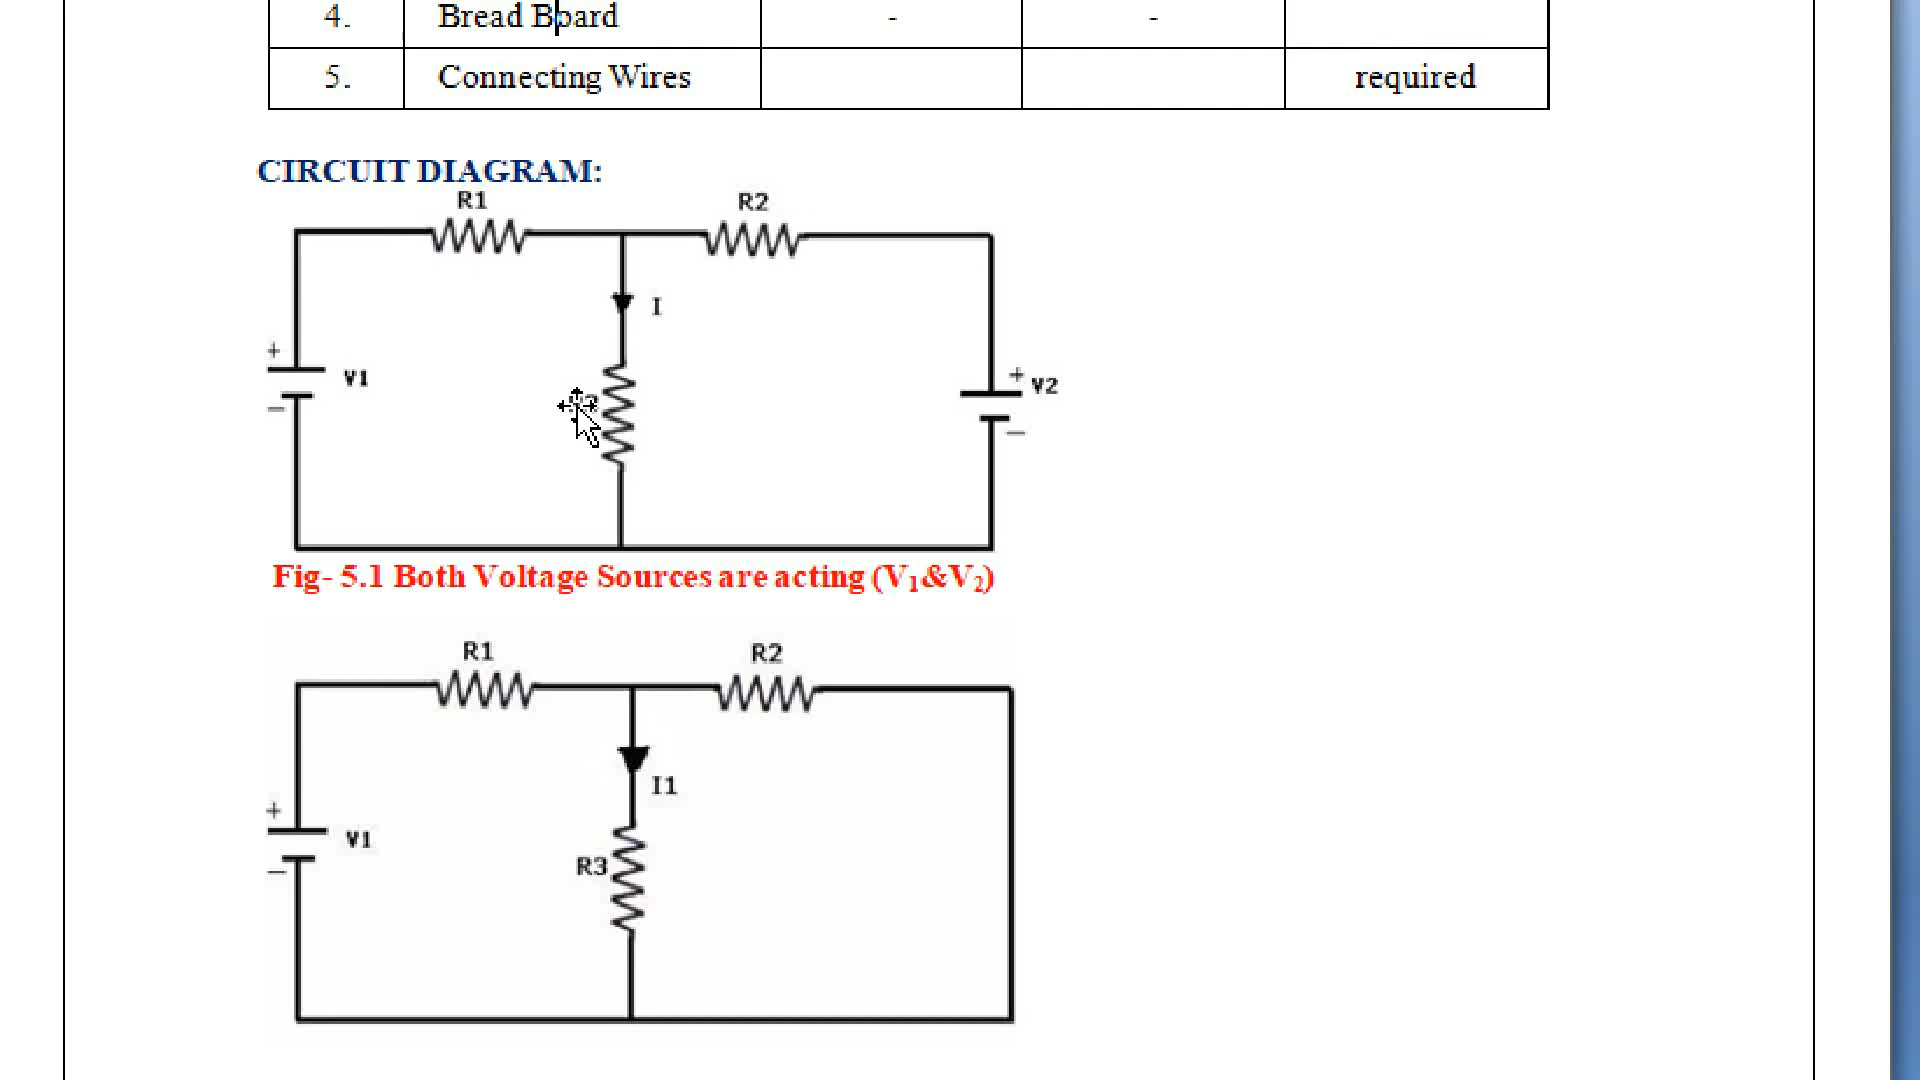 4. Bread Board - -
5. Connecting Wires required
CIRCUIT DIAGRAM:
R1 R2
I
+ V1
-
+ V2
-
Fig- 5.1 Both Voltage Sources are acting (V1&V2)
R1 R2
I1
+ V1
-
R3